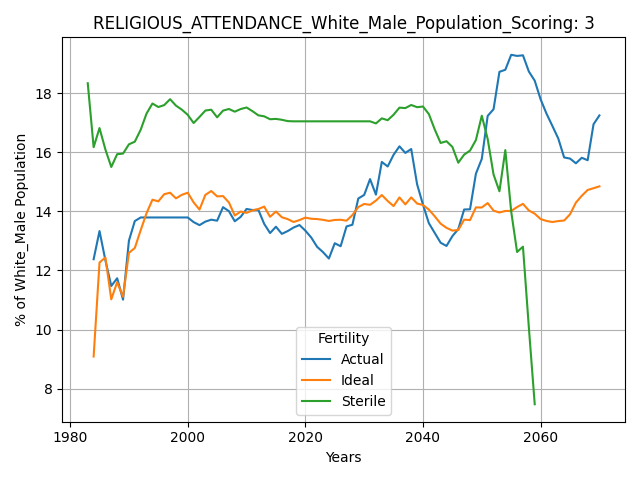 RELIGIOUS_ATTENDANCE_White_Male_Population_Scoring: 3
% of White_Male Population
18
16
14
12
10
8
Fertility
Actual
Ideal
Sterile
1980
2000
2020
2040
2060
Years